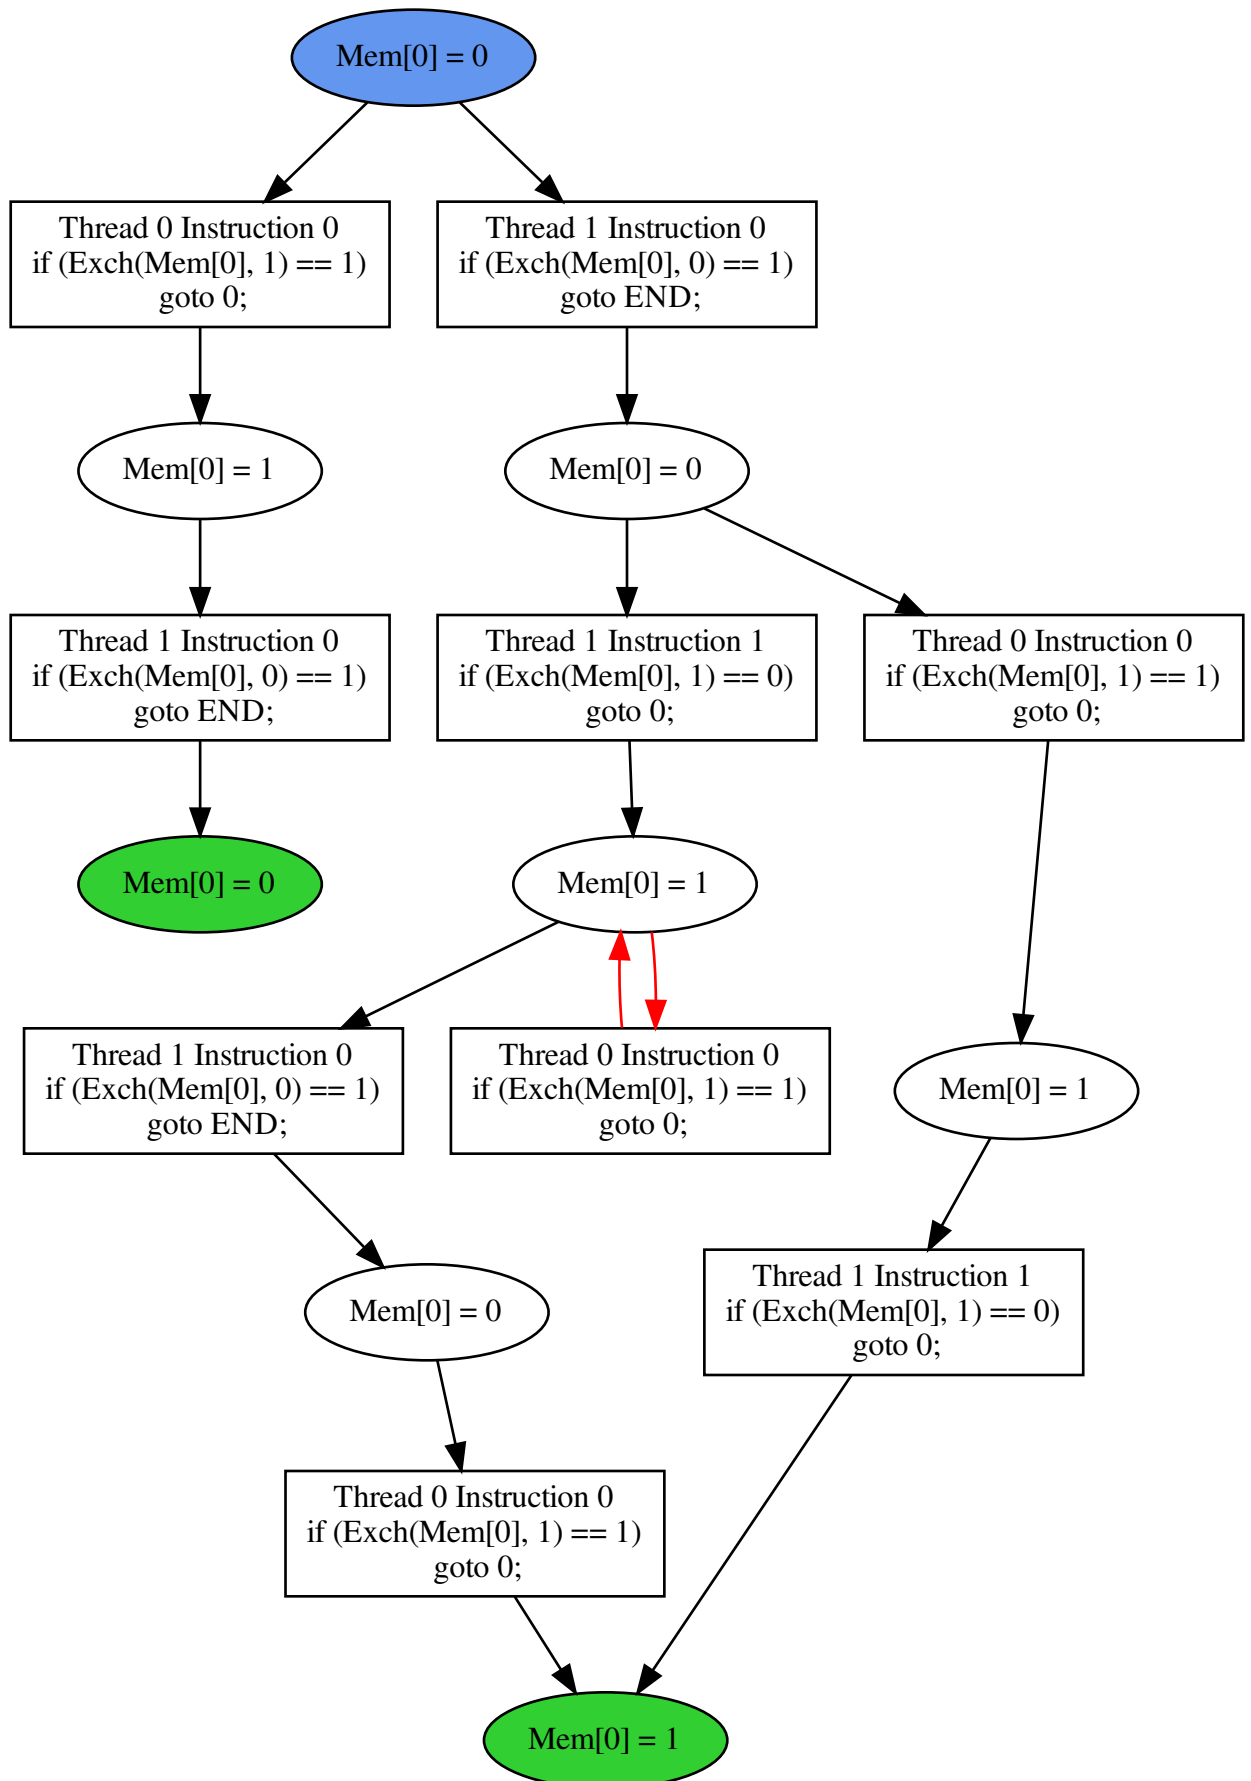 Mem[0] = 0
Thread 0 Instruction 0
if (Exch(Mem[0], 1) == 1)
goto 0;
Thread 1 Instruction 0
if (Exch(Mem[0], 0) == 1)
goto END;
Mem[0] = 1
Mem[0] = 0
Thread 1 Instruction 0
if (Exch(Mem[0], 0) == 1)
goto END;
Thread 1 Instruction 1
if (Exch(Mem[0], 1) == 0)
goto 0;
Thread 0 Instruction 0
if (Exch(Mem[0], 1) == 1)
goto 0;
Mem[0] = 0
Mem[0] = 1
Thread 1 Instruction 0
if (Exch(Mem[0], 0) == 1)
goto END;
Thread 0 Instruction 0
if (Exch(Mem[0], 1) == 1)
goto 0;
Mem[0] = 1
Mem[0] = 0
Thread 1 Instruction 1
if (Exch(Mem[0], 1) == 0)
goto 0;
Thread 0 Instruction 0
if (Exch(Mem[0], 1) == 1)
goto 0;
Mem[0] = 1